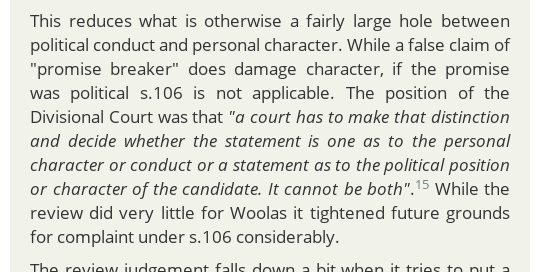 This reduces what is otherwise a fairly large hole between
political conduct and personal character. While a false claim of
"promise breaker" does damage character, if the promise
was political s.106 is not applicable. The position of the
Divisional Court was that "a court has to make that distinction
and decide whether the statement is one as to the personal
character or conduct or a statement as to the political position
or character of the candidate. It cannot be both".15 While the
review did very little for Woolas it tightened future grounds
for complaint under s.106 considerably.
The review judgement falls down a bit when it tries to put a